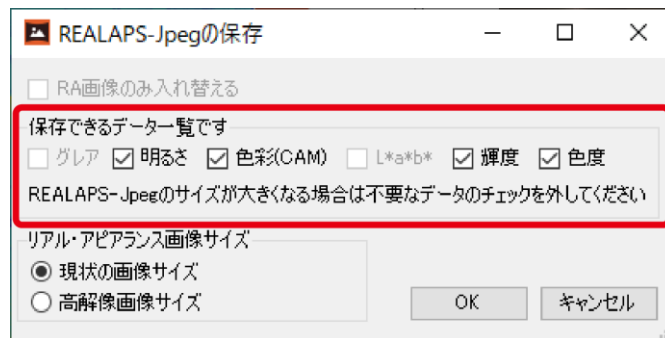 REALAPS-Jpegの保存
RA画像のみ入れ替える
保存できるデータ一覧です
グレア 明るさ 色彩(CAM) L*a*b* 輝度 色度
REALAPS-Jpegのサイズが大きくなる場合は不要なデータのチェックを外してください
リアル・アピアランス画像サイズ
現状の画像サイズ
高解像画像サイズ
OK キャンセル